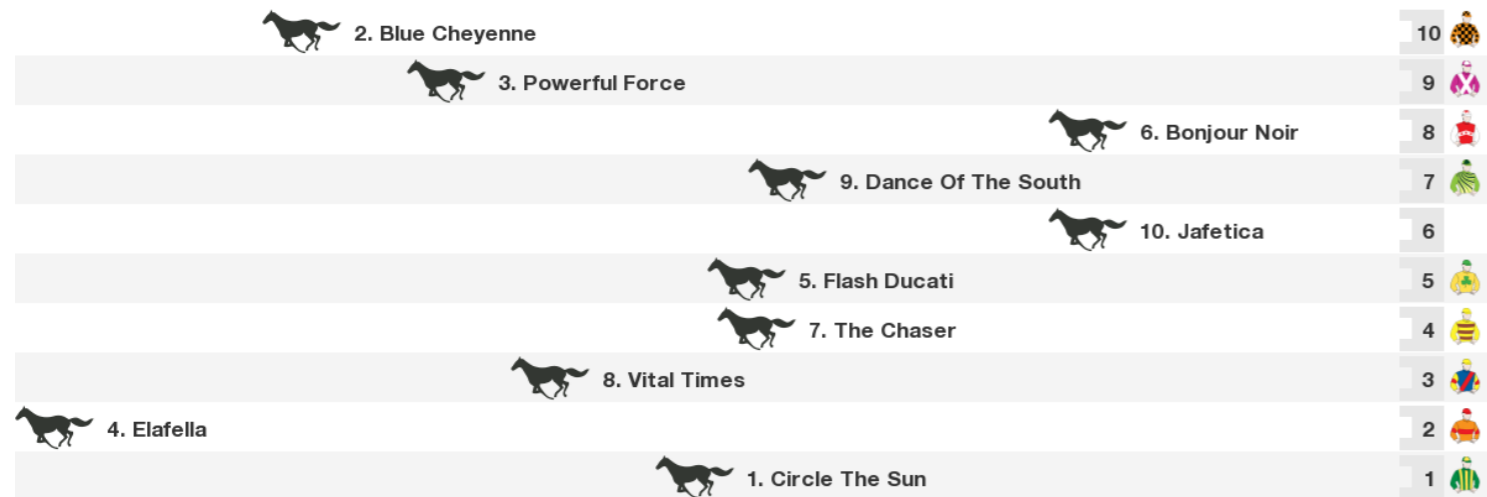 2. Blue Cheyenne 10
3. Powerful Force 9
6. Bonjour Noir 8
9. Dance Of The South 7
10. Jafetica 6
5. Flash Ducati 5
7. The Chaser 4
8. Vital Times 3
4. Elafella 2
1. Circle The Sun 1